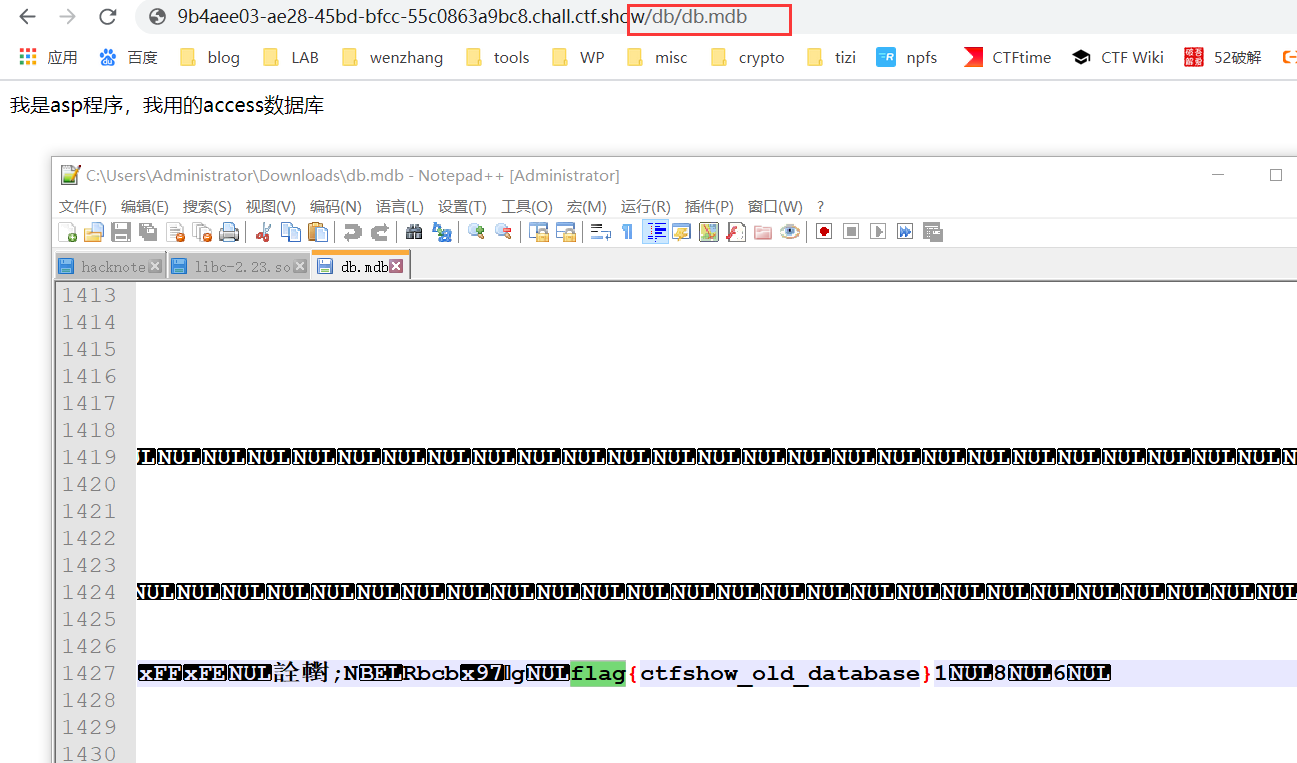 9b4aee03-ae28-45bd-bfcc-55c0863a9bc8.chall.ctf.show/db/db.mdb
应用 百度 blog LAB wenzhang tools WP misc crypto tizi npfs CTFtime CTF Wiki 52破解
我是asp程序，我用的access数据库
C:\Users\Administrator\Downloads\db.mdb - Notepad++ [Administrator]
文件(F) 编辑(E) 搜索(S) 视图(V) 编码(N) 语言(L) 设置(T) 工具(O) 宏(M) 运行(R) 插件(P) 窗口(W) ?
hacknote libc-2.23.so db.mdb
1413
1414
1415
1416
1417
1418
1419 NULNULNULNULNULNULNULNULNULNULNULNULNULNULNULNULNULNULNULNULNULNULNULNULNUL
1420
1421
1422
1423
1424 NULNULNULNULNULNULNULNULNULNULNULNULNULNULNULNULNULNULNULNULNULNULNULNULNUL
1425
1426
1427 xFFxFENUL詮轛;NBELRbcbx97gNULflag{ctfshow_old_database}1NUL8NUL6NUL
1428
1429
1430